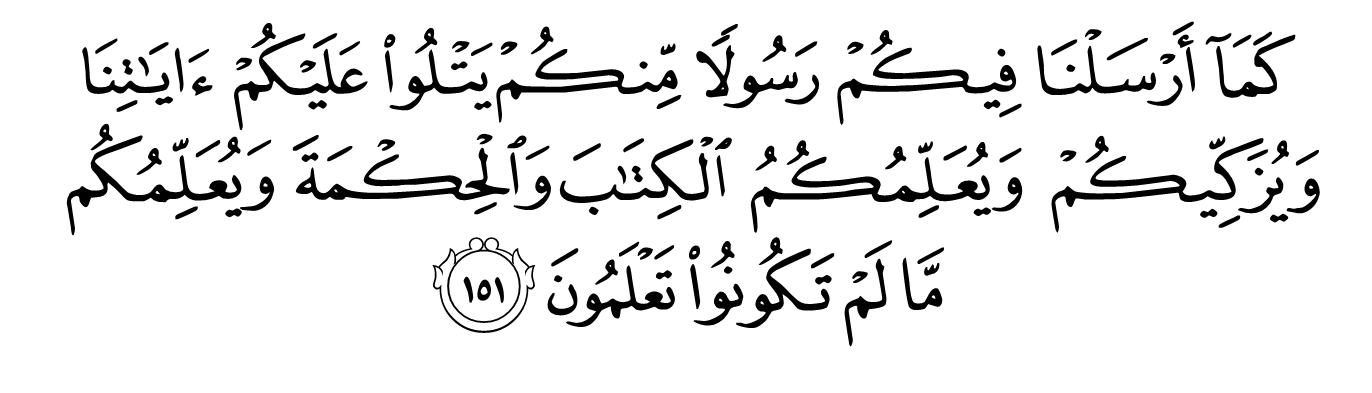 كَمَآ أَرْسَلْنَا فِيكُمْ رَسُولًا مِّنكُمْ يَتْلُوا۟ عَلَيْكُمْ ءَايَـٰتِنَا
وَيُزَكِّيكُمْ وَيُعَلِّمُكُمُ ٱلْكِتَـٰبَ وَٱلْحِكْمَةَ وَيُعَلِّمُكُم
مَّا لَمْ تَكُونُوا۟ تَعْلَمُونَ ١٥١